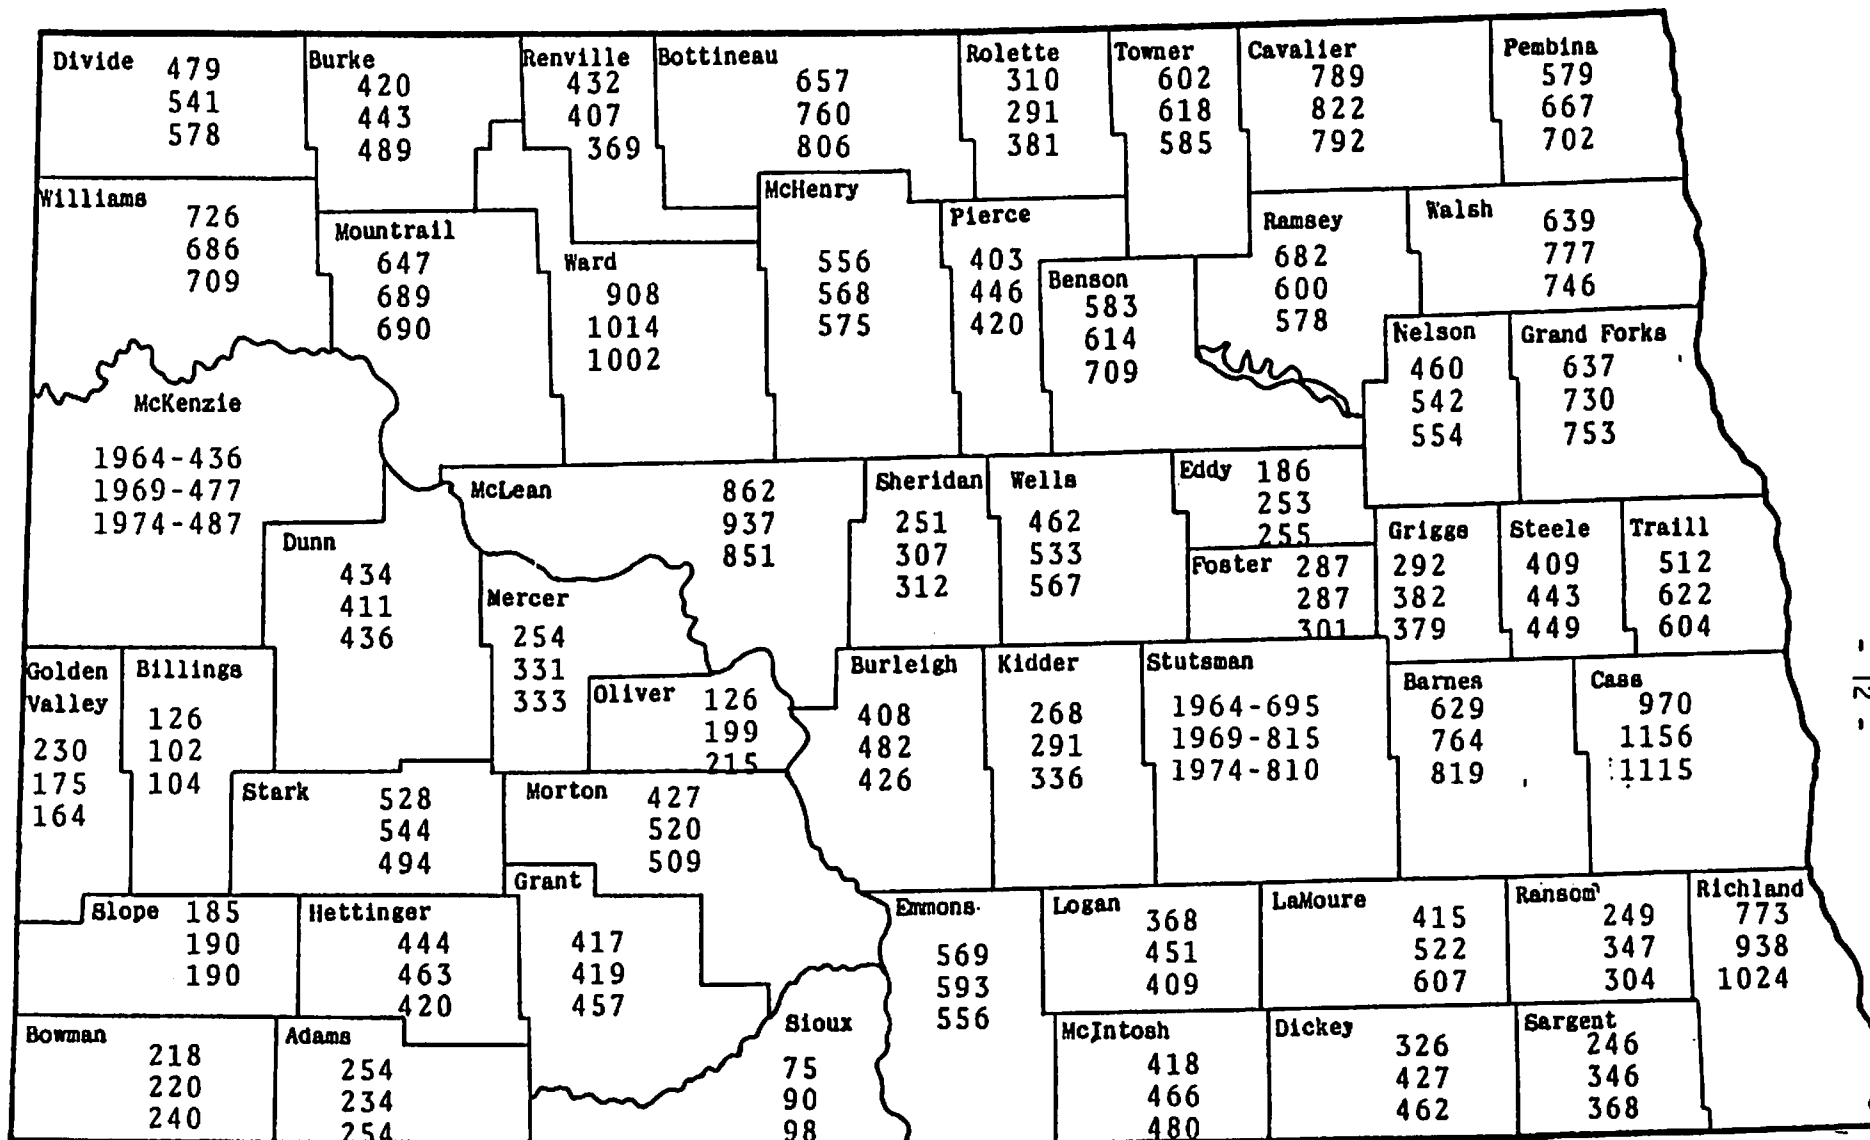 Divide 479
541
578
Burke
420
443
489
Renville
432
407
369
Bottineau
657
760
806
Rolette
310
291
381
Towner
602
618
585
Cavalier
789
822
792
Pembina
579
667
702
Williams
726
686
709
Mountrail
647
689
690
Ward
908
1014
1002
McHenry
556
568
575
Pierce
403
446
420
Benson
583
614
709
Ramsey
682
600
578
Walsh
639
777
746
Nelson
460
542
554
Grand Forks
637
730
753
McKenzie
1964-436
1969-477
1974-487
Dunn
434
411
436
McLean 862
937
851
Mercer
254
331
333
Oliver 126
199
215
Sheridan
251
307
312
Wells
462
533
567
Eddy 186
253
255
Foster 287
287
301
Griggs
292
382
379
Steele
409
443
449
Traill
512
622
604
Golden
Valley
230
175
164
Billings
126
102
104
Stark 528
544
494
Morton 427
520
509
Burleigh
408
482
426
Kidder
268
291
336
Stutsman
1964-695
1969-815
1974-810
Barnes
629
764
819
Cass
970
1156
1115
Slope 185
190
190
Hettinger
444
463
420
Grant
417
419
457
Emmons
569
593
556
Logan
368
451
409
LaMoure
415
522
607
Ransom
249
347
304
Richland
773
938
1024
Bowman
218
220
240
Adams
254
234
254
Sioux
75
90
98
McIntosh
418
466
480
Dickey
326
427
462
Sargent
246
346
368
- 12 -